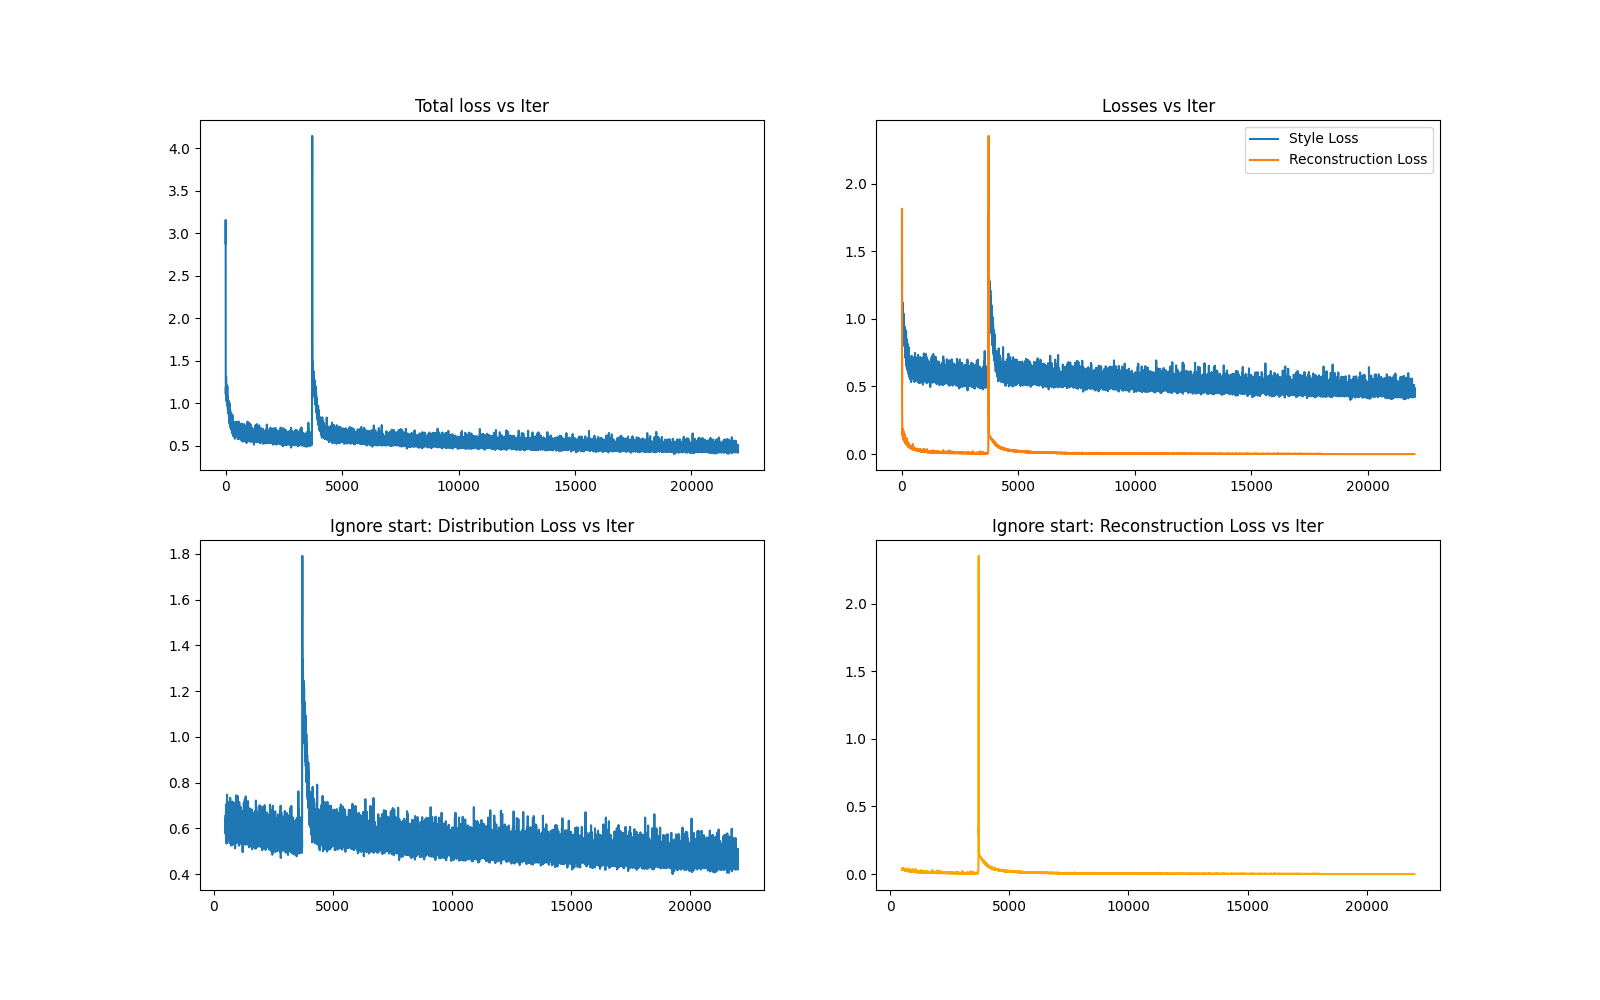 Total loss vs Iter
4.0
3.5
3.0
2.5
2.0
1.5
1.0
0.5
0 5000 10000 15000 20000
Losses vs Iter
Style Loss
Reconstruction Loss
2.0
1.5
1.0
0.5
0.0
0 5000 10000 15000 20000
Ignore start: Distribution Loss vs Iter
1.8
1.6
1.4
1.2
1.0
0.8
0.6
0.4
0 5000 10000 15000 20000
Ignore start: Reconstruction Loss vs Iter
2.0
1.5
1.0
0.5
0.0
0 5000 10000 15000 20000